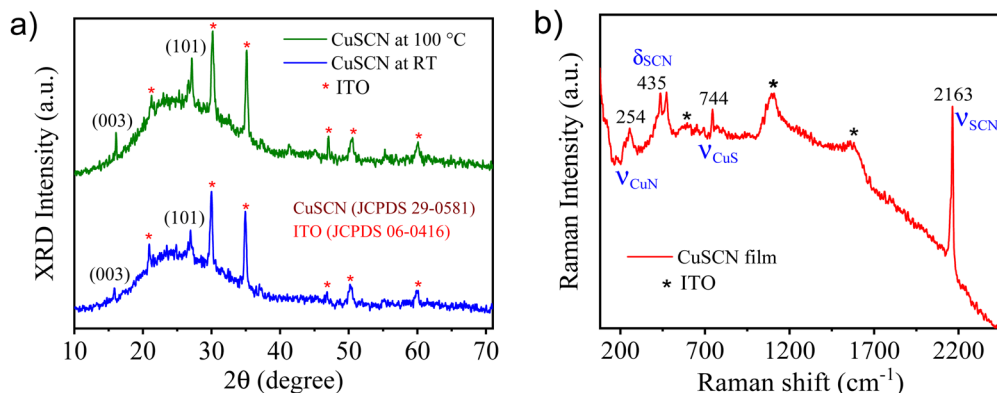 a)
XRD Intensity (a.u.)
(003)
*
(101)
*
*
*
*
*
CuSCN at 100 °C
CuSCN at RT
* ITO
(003)
*
(101)
*
*
*
*
*
CuSCN (JCPDS 29-0581)
ITO (JCPDS 06-0416)
10 20 30 40 50 60 70
2θ (degree)
b)
Raman Intensity (a.u.)
δSCN
435
254
νCuN
*
744
νCuS
*
*
2163
νSCN
CuSCN film
* ITO
200 700 1200 1700 2200
Raman shift (cm⁻¹)